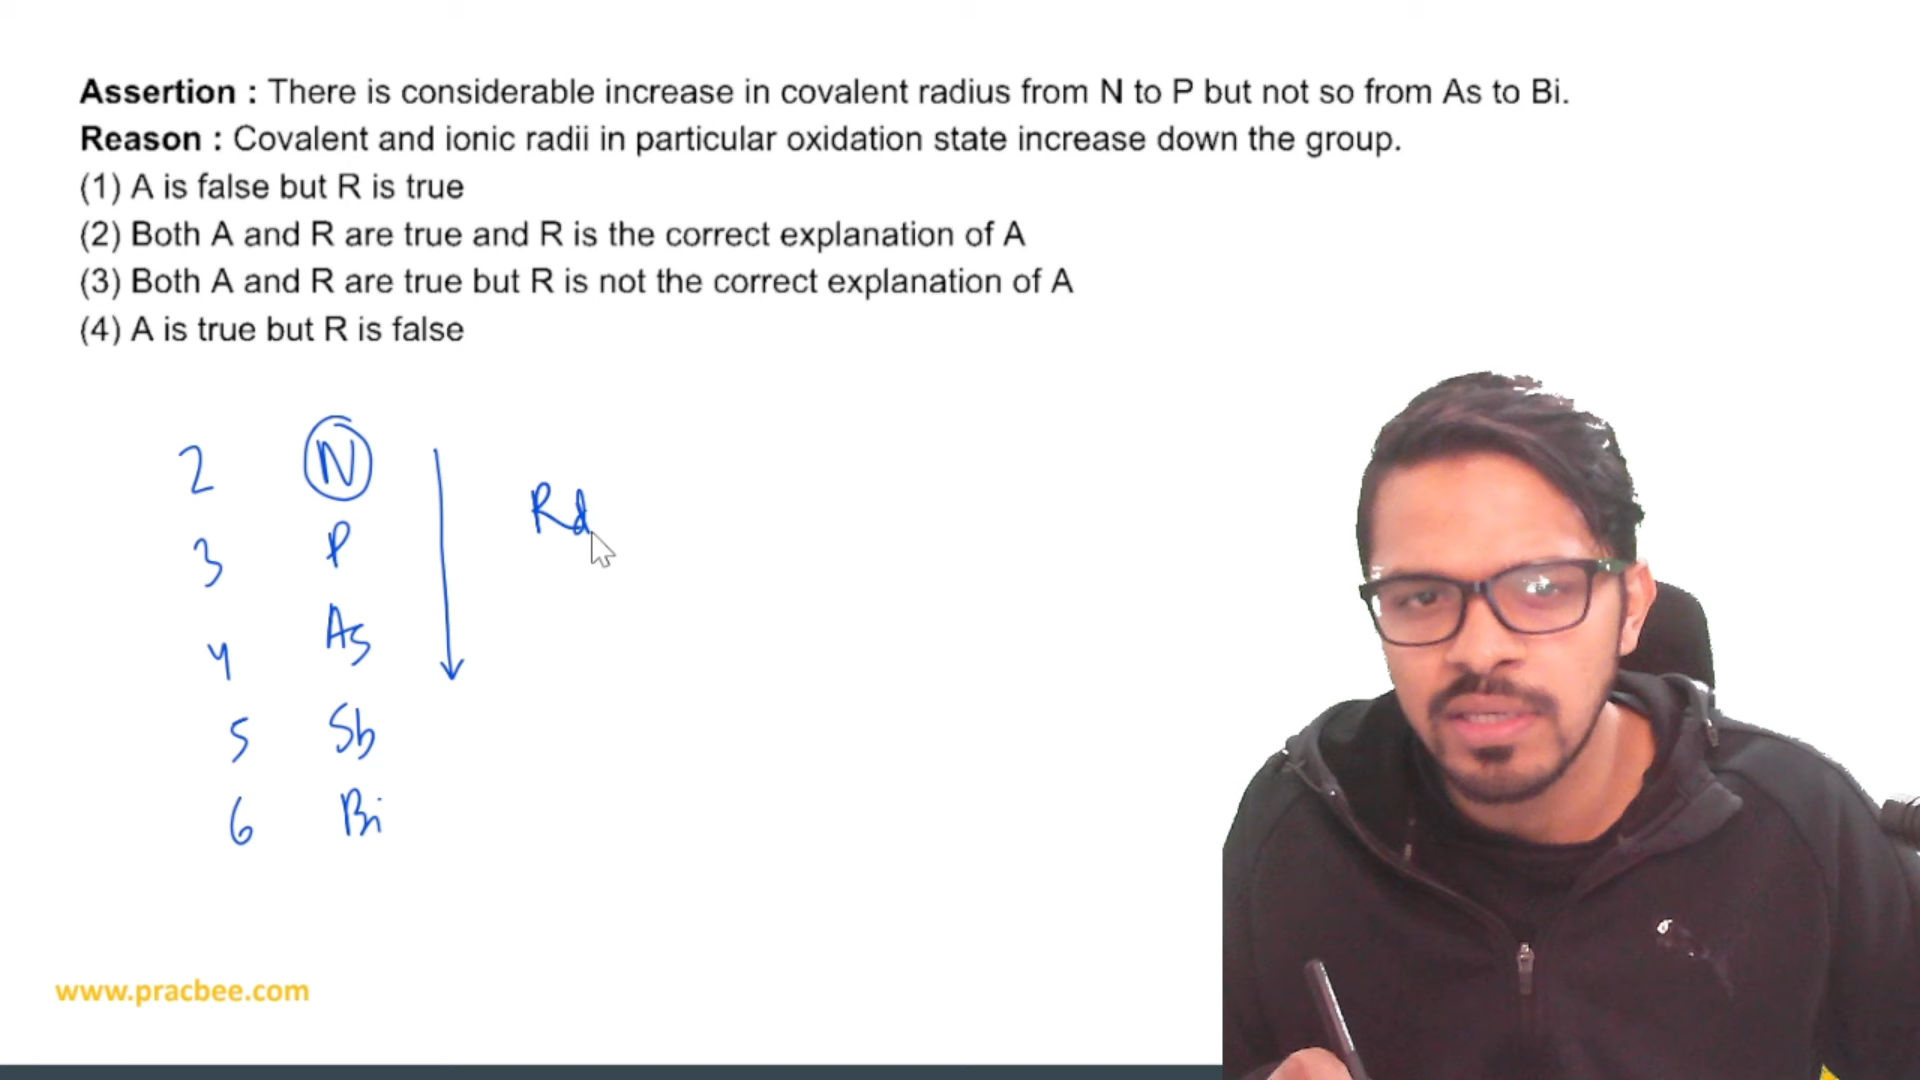 Assertion : There is considerable increase in covalent radius from N to P but not so from As to Bi.
Reason : Covalent and ionic radii in particular oxidation state increase down the group.
(1) A is false but R is true
(2) Both A and R are true and R is the correct explanation of A
(3) Both A and R are true but R is not the correct explanation of A
(4) A is true but R is false
2 N
Rd
3 P
4 As
5 Sb
6 Bi
www.pracbee.com